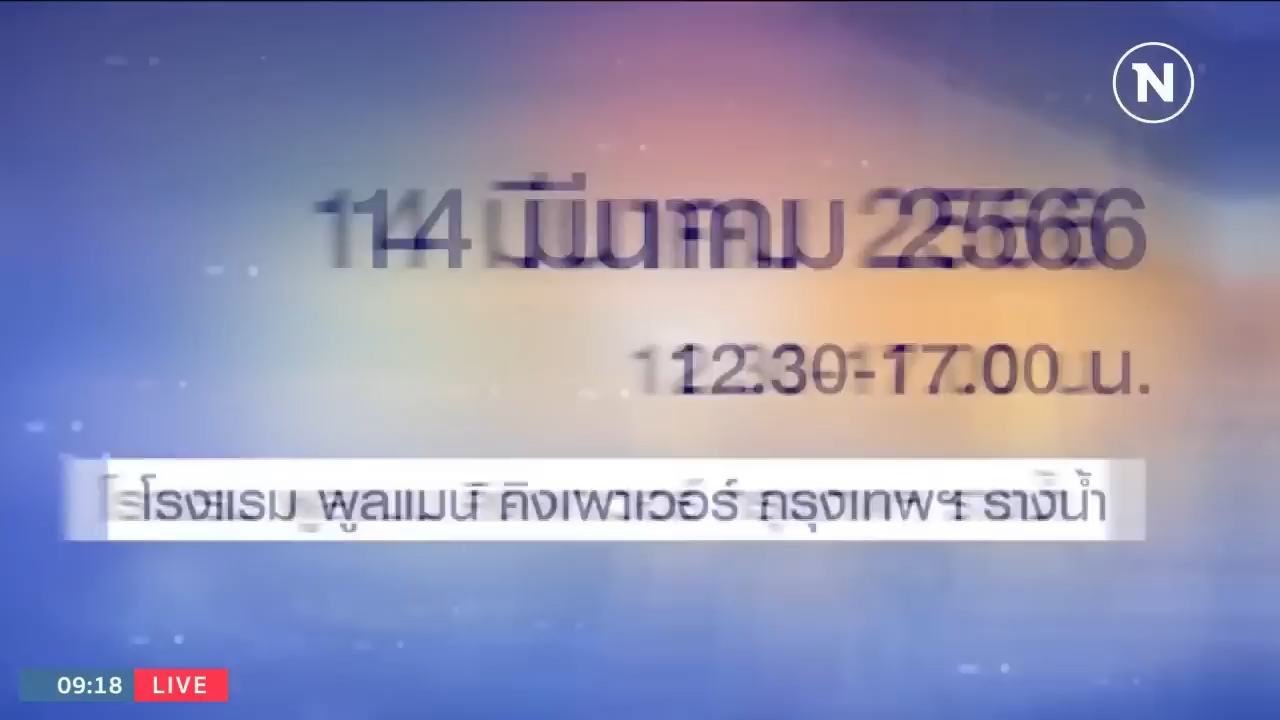 N
14 มีนาคม 2566
12.30-17.00 น.
โรงแรม พูลแมน คิงเพาเวอร์ กรุงเทพฯ รางน้ำ
09:18 LIVE